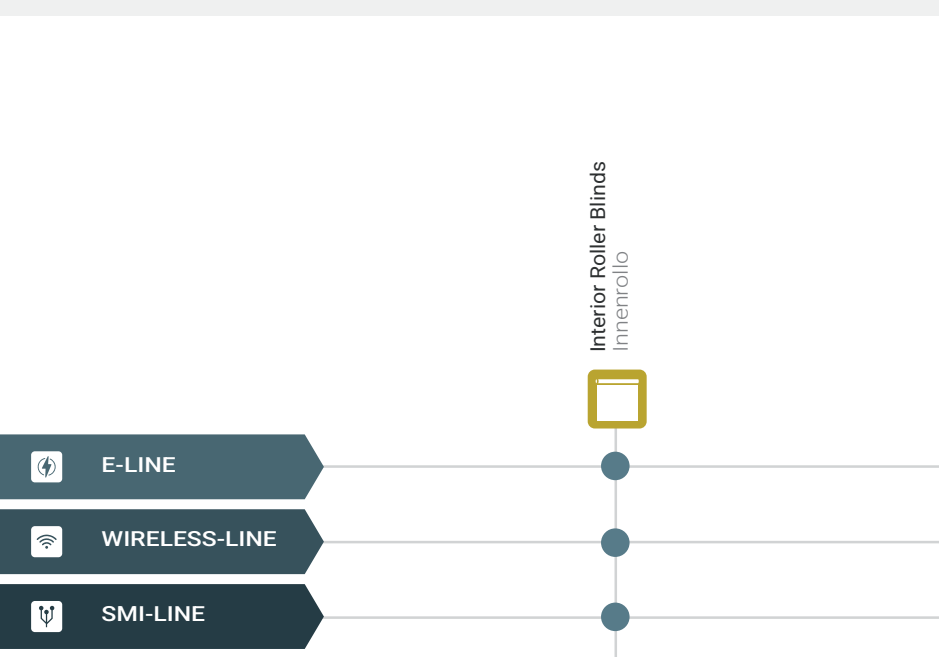 Interior Roller Blinds
Innenrollo
E-LINE
WIRELESS-LINE
SMI-LINE